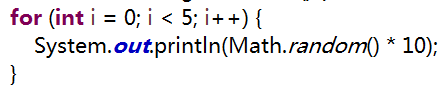 for (int i = 0; i < 5; i++) {
System.out.println(Math.random() * 10);
}